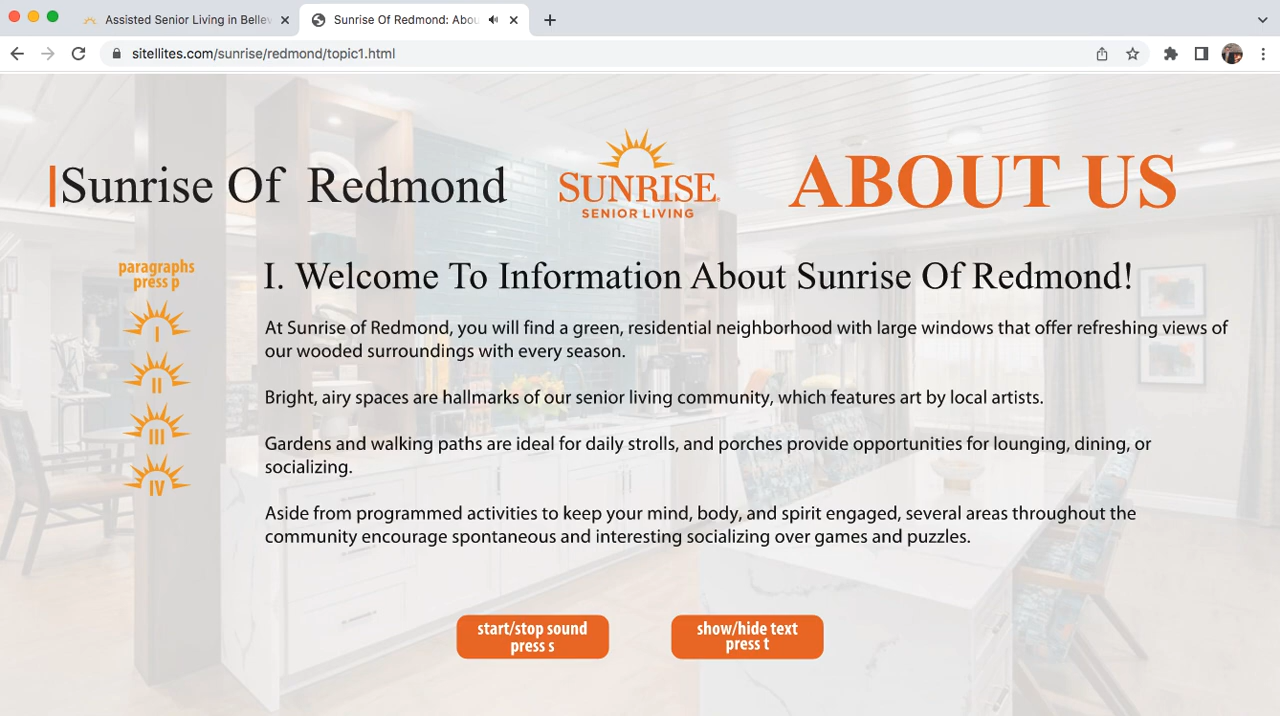 Assisted Senior Living in Bellev
Sunrise Of Redmond: Abou
sitellites.com/sunrise/redmond/topic1.html
Sunrise Of Redmond
SUNRISE
SENIOR LIVING
ABOUT US
paragraphs
press p
I
II
III
IV
I. Welcome To Information About Sunrise Of Redmond!
At Sunrise of Redmond, you will find a green, residential neighborhood with large windows that offer refreshing views of
our wooded surroundings with every season.
Bright, airy spaces are hallmarks of our senior living community, which features art by local artists.
Gardens and walking paths are ideal for daily strolls, and porches provide opportunities for lounging, dining, or
socializing.
Aside from programmed activities to keep your mind, body, and spirit engaged, several areas throughout the
community encourage spontaneous and interesting socializing over games and puzzles.
start/stop sound
press s
show/hide text
press t